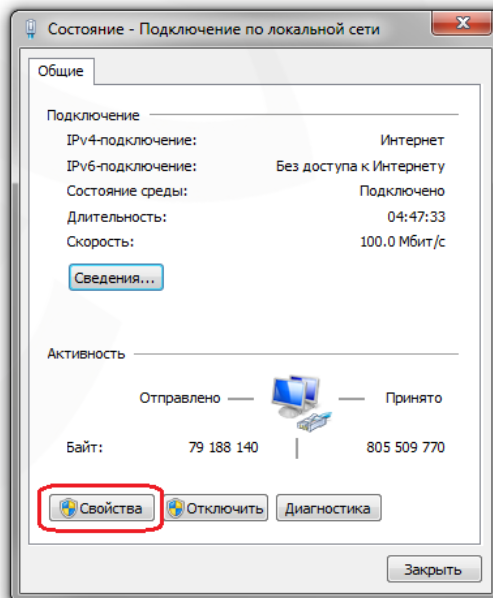 Состояние - Подключение по локальной сети
Общие
Подключение
IPv4-подключение: Интернет
IPv6-подключение: Без доступа к Интернету
Состояние среды: Подключено
Длительность: 04:47:33
Скорость: 100.0 Мбит/с
Сведения...
Активность
Отправлено Принято
Байт: 79 188 140 805 509 770
Свойства Отключить Диагностика
Закрыть